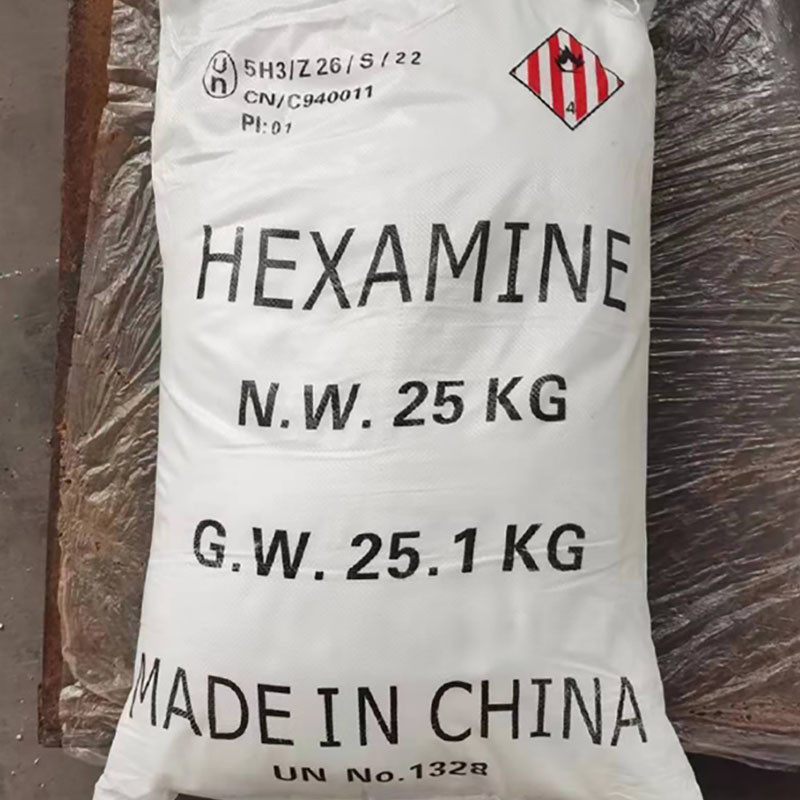 un 5H3/Z26/S/22
CN/C940011
PI:01
4
HEXAMINE
N.W. 25 KG
G.W. 25.1 KG
MADE IN CHINA
UN No.1328